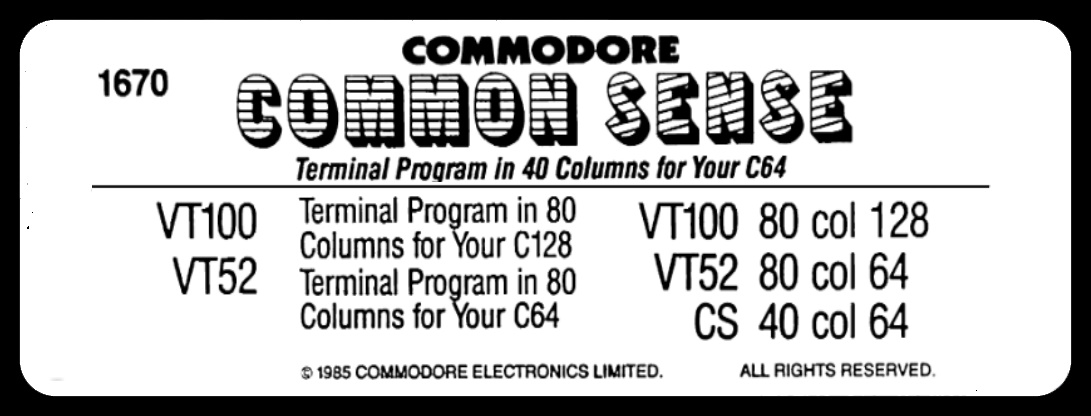 COMMODORE
1670
COMMON SENSE
Terminal Program in 40 Columns for Your C64
VT100 Terminal Program in 80
Columns for Your C128
VT52 Terminal Program in 80
Columns for Your C64
VT100 80 col 128
VT52 80 col 64
CS 40 col 64
© 1985 COMMODORE ELECTRONICS LIMITED. ALL RIGHTS RESERVED.